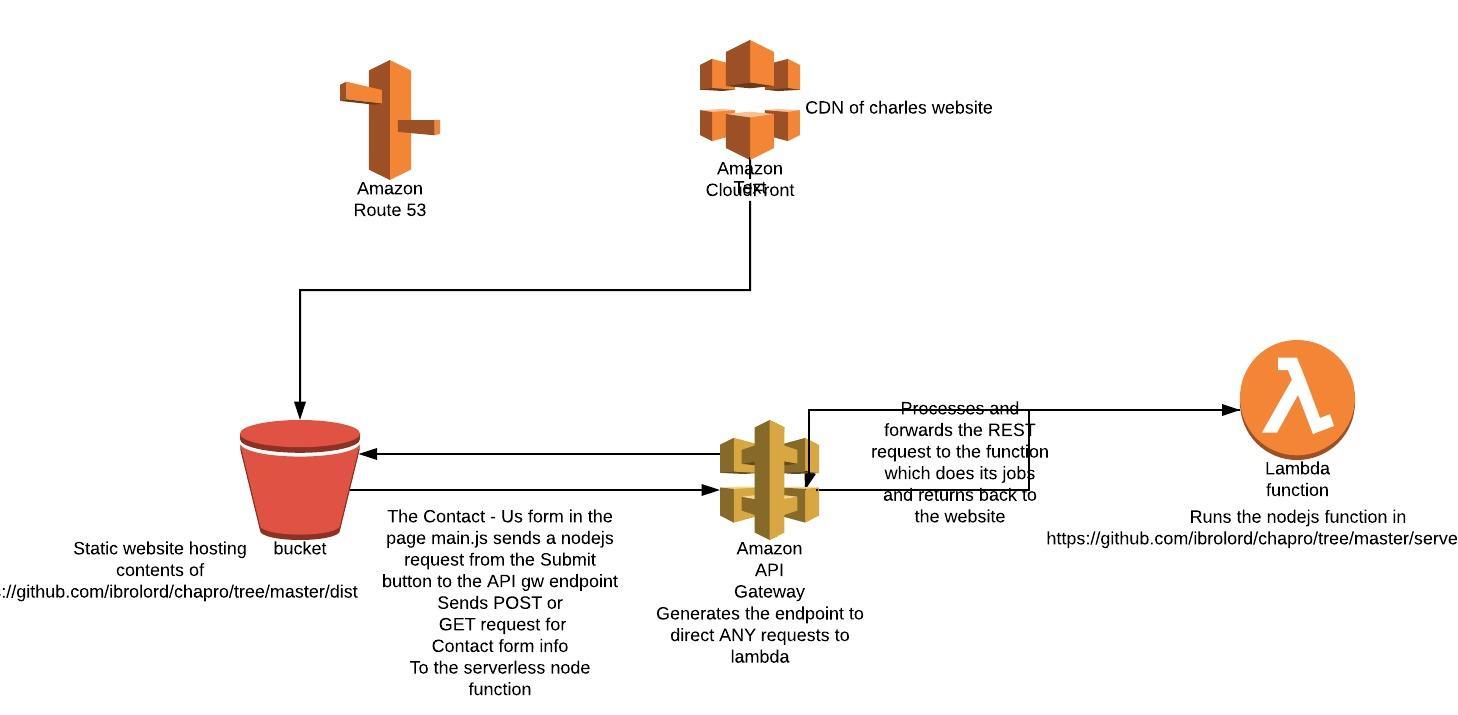 CDN of charles website
Amazon
Route 53
Amazon
CloudFront
Text
Processes and
forwards the REST
request to the function
which does its jobs
and returns back to
the website
Lambda
function
Runs the nodejs function in
https://github.com/ibrolord/chapro/tree/master/serve
bucket
Static website hosting
contents of
://github.com/ibrolord/chapro/tree/master/dist
The Contact - Us form in the
page main.js sends a nodejs
request from the Submit
button to the API gw endpoint
Sends POST or
GET request for
Contact form info
To the serverless node
function
Amazon
API
Gateway
Generates the endpoint to
direct ANY requests to
lambda